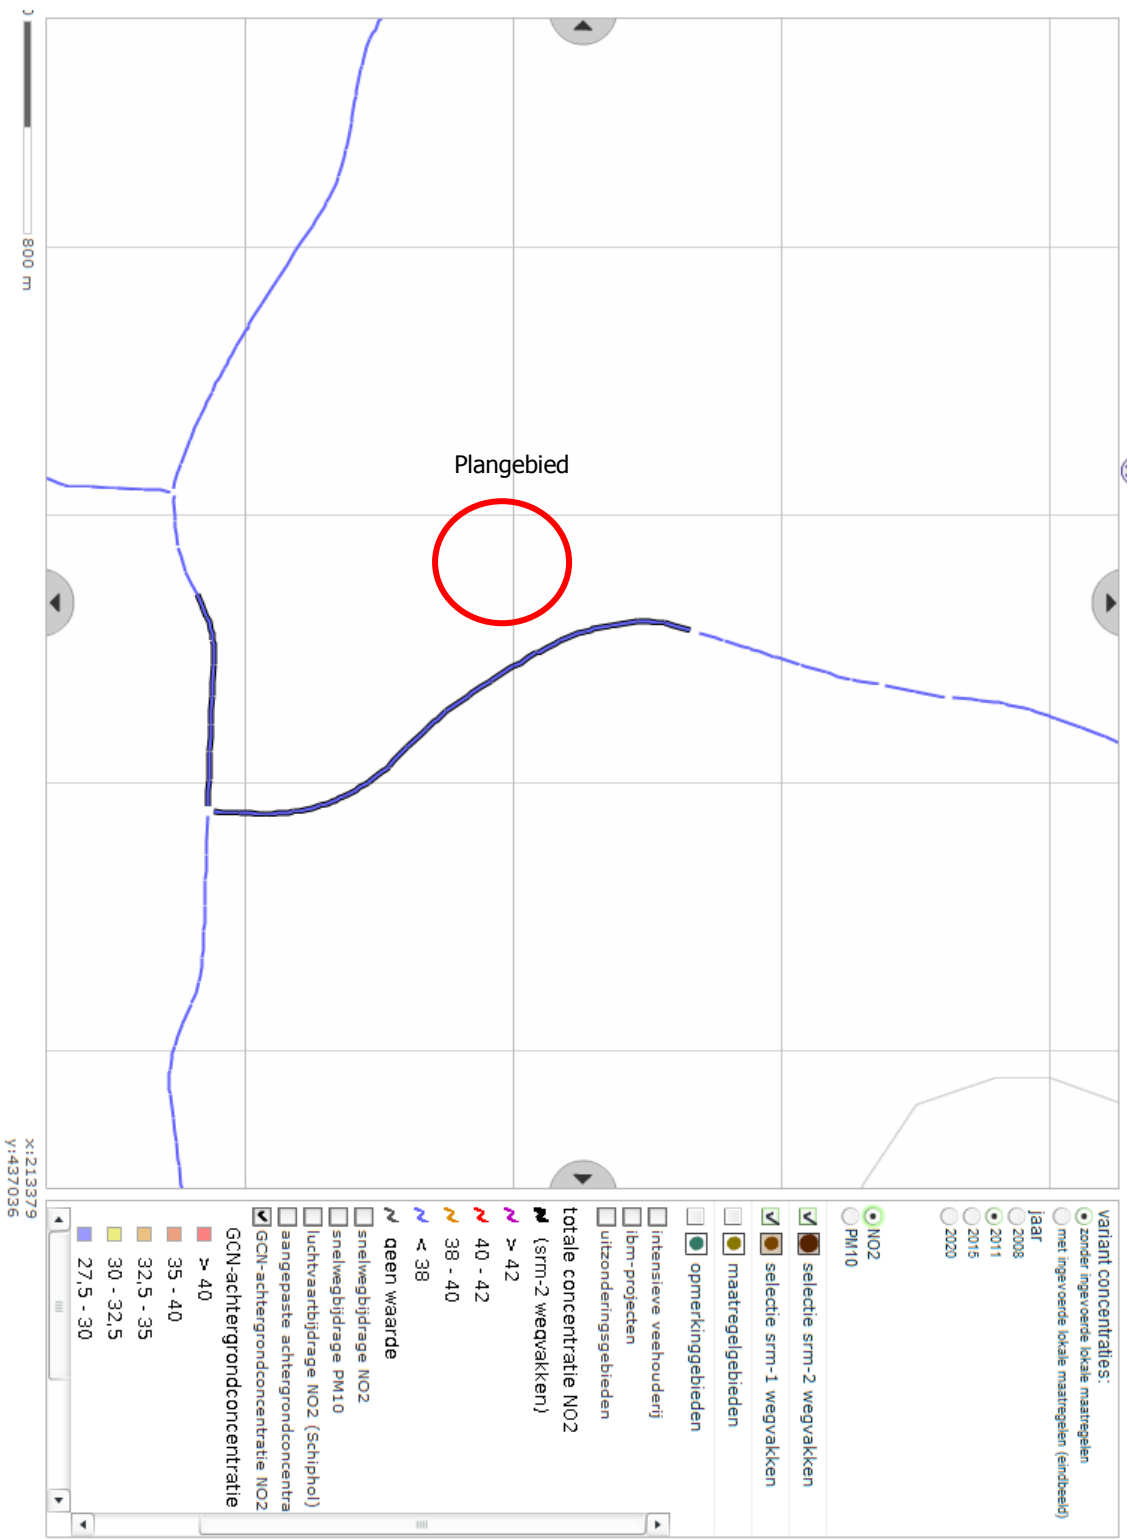 Plangebied
800 m
x:213379
y:437036
variant concentraties:
zonder ingevoerde lokale maatregelen
met ingevoerde lokale maatregelen (eindbeeld)
jaar
2008
2011
2015
2020
NO2
PM10
selectie srm-2 wegvakken
selectie srm-1 wegvakken
maatregelgebieden
opmerkinggebieden
intensieve veehouderij
ibm-projecten
uitzonderingsgebieden
totale concentratie NO2
(srm-2 wegvakken)
> 42
40 - 42
38 - 40
< 38
geen waarde
snelwegbijdrage NO2
snelwegbijdrage PM10
luchtvaartbijdrage NO2 (Schiphol)
aangepaste achtergrondconcentra
GCN-achtergrondconcentratie NO2
GCN-achtergrondconcentratie
> 40
35 - 40
32,5 - 35
30 - 32,5
27,5 - 30